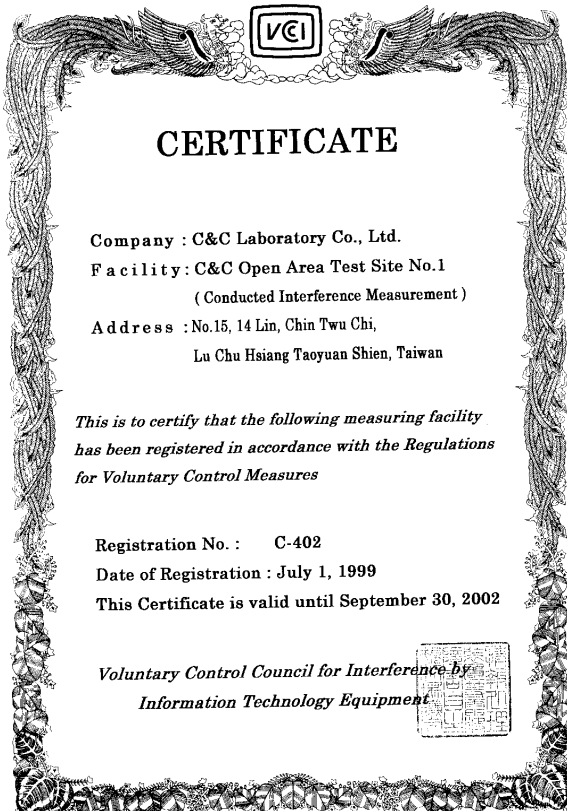 VCCI
CERTIFICATE
Company : C&C Laboratory Co., Ltd.
Facility: C&C Open Area Test Site No.1
( Conducted Interference Measurement )
Address : No.15, 14 Lin, Chin Twu Chi,
Lu Chu Hsiang Taoyuan Shien, Taiwan
This is to certify that the following measuring facility
has been registered in accordance with the Regulations
for Voluntary Control Measures
Registration No. : C-402
Date of Registration : July 1, 1999
This Certificate is valid until September 30, 2002
Voluntary Control Council for Interference by
Information Technology Equipment